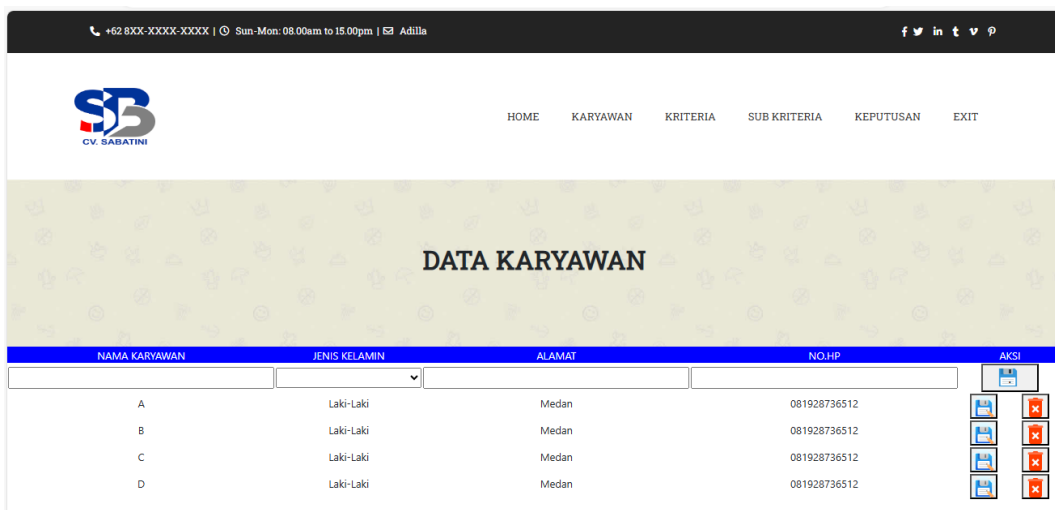 +62 8XX-XXXX-XXXX | Sun-Mon: 08.00am to 15.00pm | Adilla
SB
CV. SABATINI
HOME KARYAWAN KRITERIA SUB KRITERIA KEPUTUSAN EXIT
DATA KARYAWAN
NAMA KARYAWAN JENIS KELAMIN ALAMAT NO.HP AKSI
A Laki-Laki Medan 081928736512
B Laki-Laki Medan 081928736512
C Laki-Laki Medan 081928736512
D Laki-Laki Medan 081928736512